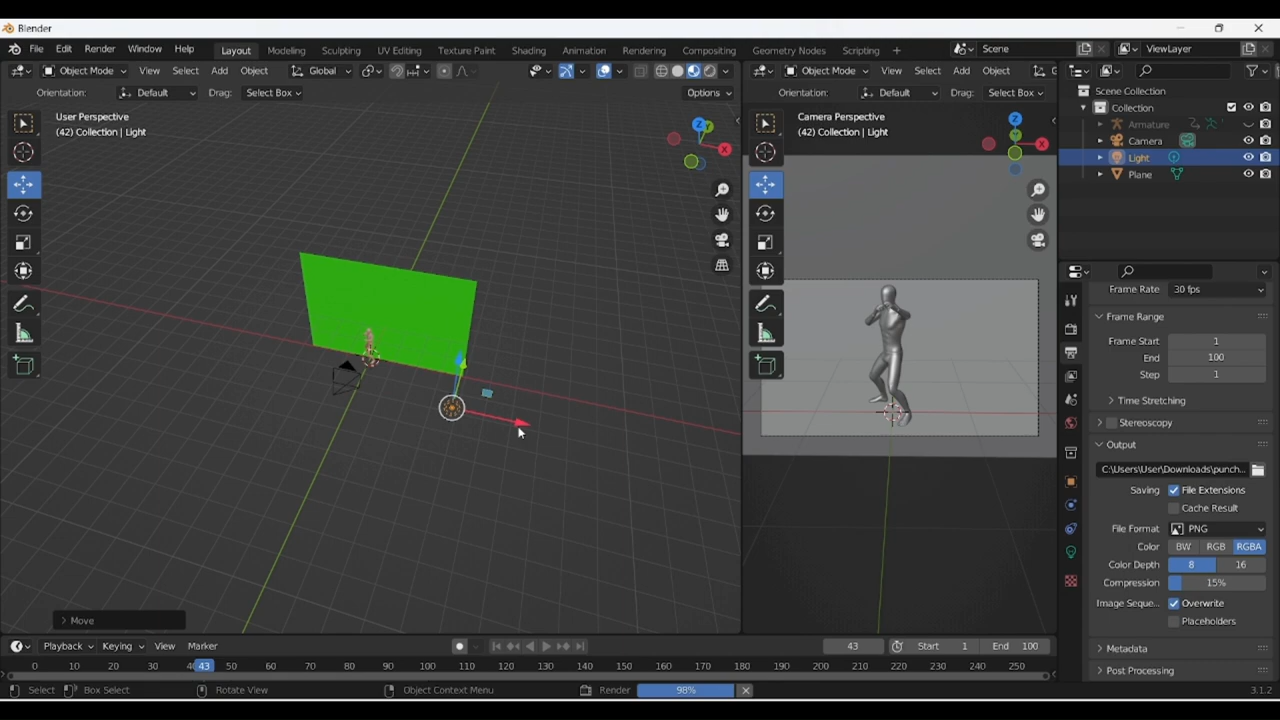 Blender
File Edit Render Window Help Layout Modeling Sculpting UV Editing Texture Paint Shading Animation Rendering Compositing Geometry Nodes Scripting + Scene ViewLayer
Object Mode View Select Add Object Global Object Mode View Select Add Object G
Orientation: Default Drag: Select Box Options Orientation: Default Drag: Select Box
User Perspective
(42) Collection | Light
Z
Y
X
Camera Perspective
(42) Collection | Light
Z
Y
X
Scene Collection
Collection
Armature
Camera
Light
Plane
Frame Rate 30 fps
Frame Range
Frame Start 1
End 100
Step 1
Time Stretching
Stereoscopy
Output
C:\Users\User\Downloads\punch...
Saving File Extensions
Cache Result
File Format PNG
Color BW RGB RGBA
Color Depth 8 16
Compression 15%
Image Seque... Overwrite
Placeholders
Metadata
Post Processing
Move
Playback Keying View Marker 43 Start 1 End 100
0 10 20 30 43 50 60 70 80 90 100 110 120 130 140 150 160 170 180 190 200 210 220 230 240 250
Select Box Select Rotate View Object Context Menu Render 98% 3.1.2